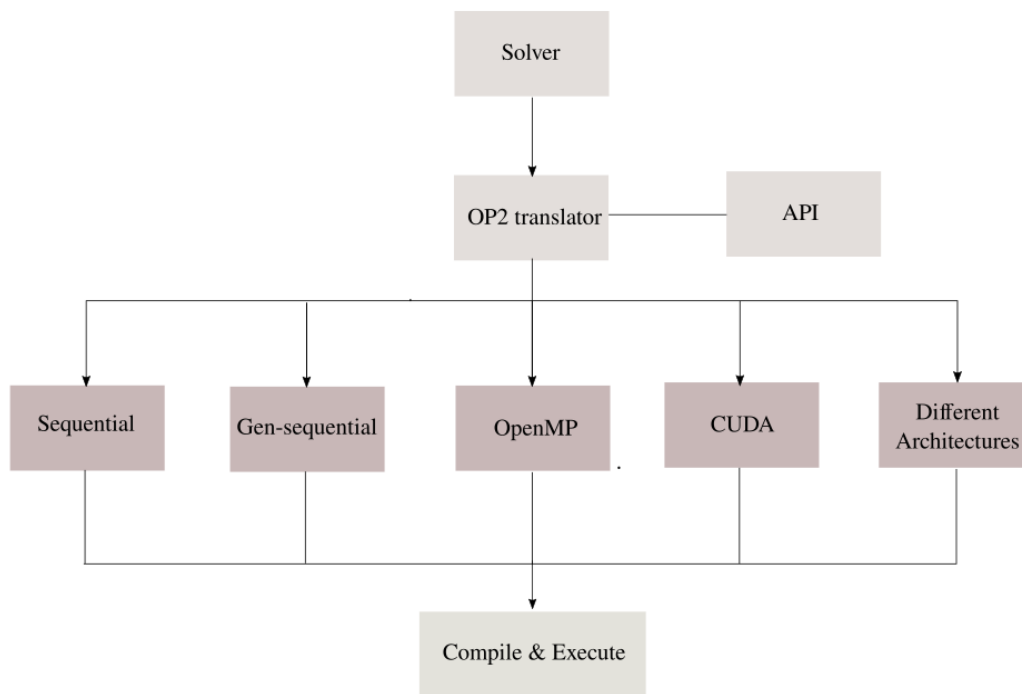 Solver
OP2 translator
API
Sequential
Gen-sequential
OpenMP
CUDA
Different
Architectures
Compile & Execute